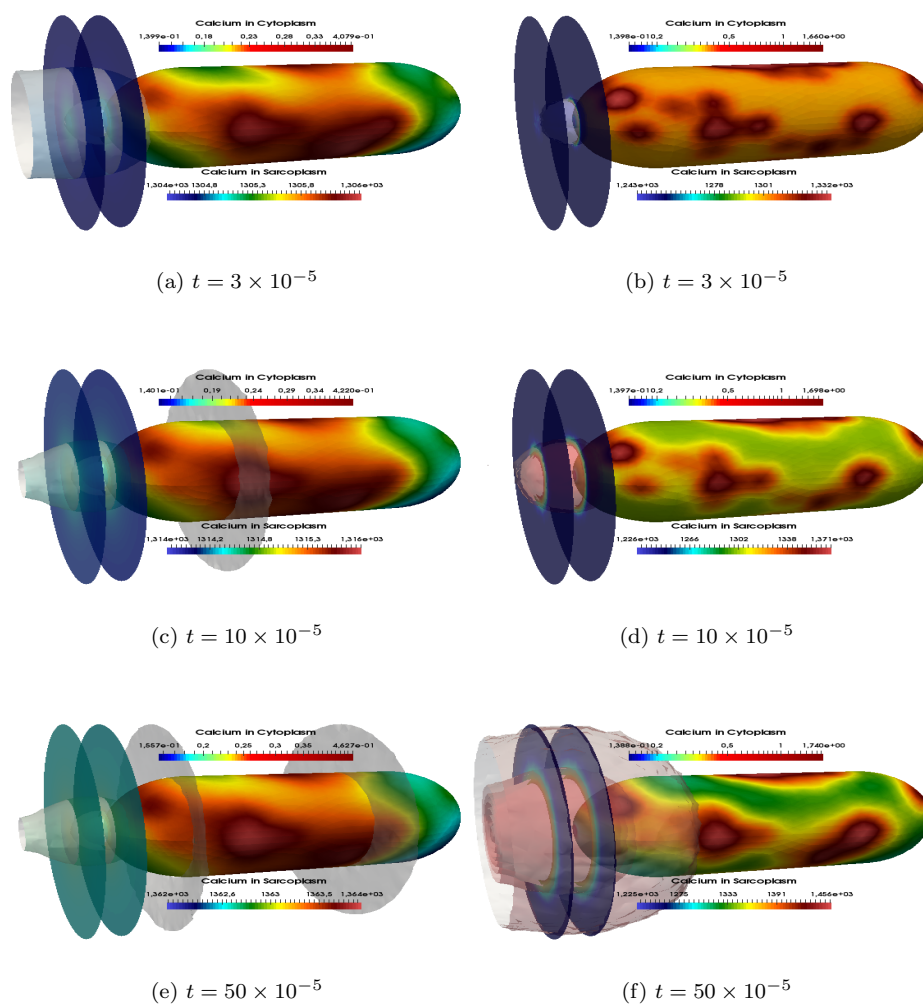 Calcium in Cytoplasm
1,399e-01 0,18 0,23 0,28 0,33 4,079e-01
Calcium in Sarcoplasm
1,304e+03 1304,8 1305,3 1305,8 1,306e+03
(a) t = 3 × 10⁻⁵
Calcium in Cytoplasm
1,398e-01 0,2 0,5 1 1,660e+00
Calcium in Sarcoplasm
1,243e+03 1278 1301 1,332e+03
(b) t = 3 × 10⁻⁵
Calcium in Cytoplasm
1,401e-01 0,19 0,24 0,29 0,34 4,220e-01
Calcium in Sarcoplasm
1,314e+03 1314,2 1314,8 1315,3 1,316e+03
(c) t = 10 × 10⁻⁵
Calcium in Cytoplasm
1,397e-01 0,2 0,5 1 1,698e+00
Calcium in Sarcoplasm
1,226e+03 1266 1302 1338 1,371e+03
(d) t = 10 × 10⁻⁵
Calcium in Cytoplasm
1,557e-01 0,2 0,25 0,3 0,35 4,627e-01
Calcium in Sarcoplasm
1,362e+03 1362,6 1363 1363,5 1,364e+03
(e) t = 50 × 10⁻⁵
Calcium in Cytoplasm
1,388e-01 0,2 0,5 1 1,740e+00
Calcium in Sarcoplasm
1,225e+03 1275 1333 1391 1,456e+03
(f) t = 50 × 10⁻⁵